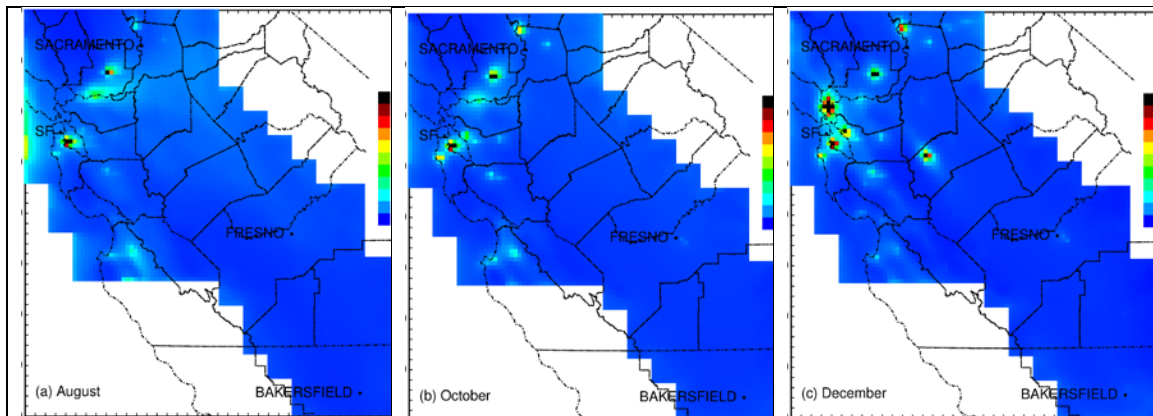 SACRAMENTO
SF
FRESNO
(a) August
BAKERSFIELD
SACRAMENTO
SF
FRESNO
(b) October
BAKERSFIELD
SACRAMENTO
SF
FRESNO
(c) December
BAKERSFIELD